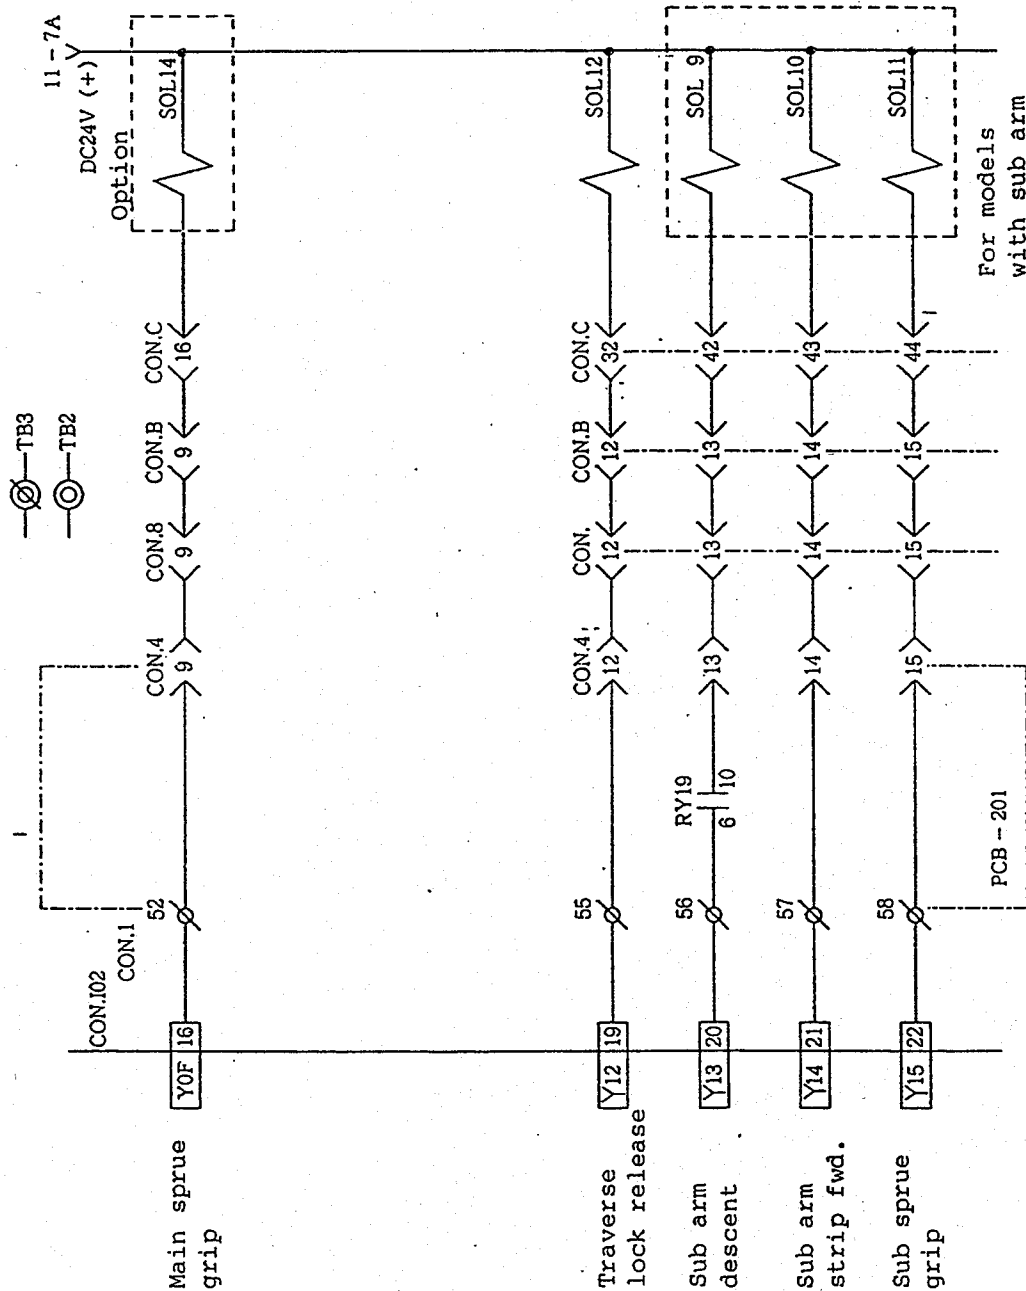 11-7A
DC24V (+)
Option
SOL14
SOL12
SOL 9
SOL10
SOL11
For models
with sub arm
TB3
TB2
CON.C
16
CON.B
9
CON.8
9
CON.4
9
CON.C
32
42
43
44
CON.B
12
13
14
15
CON.
12
13
14
15
CON.4
12
13
14
15
RY19
6
10
PCB-201
CON.1
52
55
56
57
58
CON.I02
Y0F 16
Y12 19
Y13 20
Y14 21
Y15 22
Main sprue
grip
Traverse
lock release
Sub arm
descent
Sub arm
strip fwd.
Sub sprue
grip